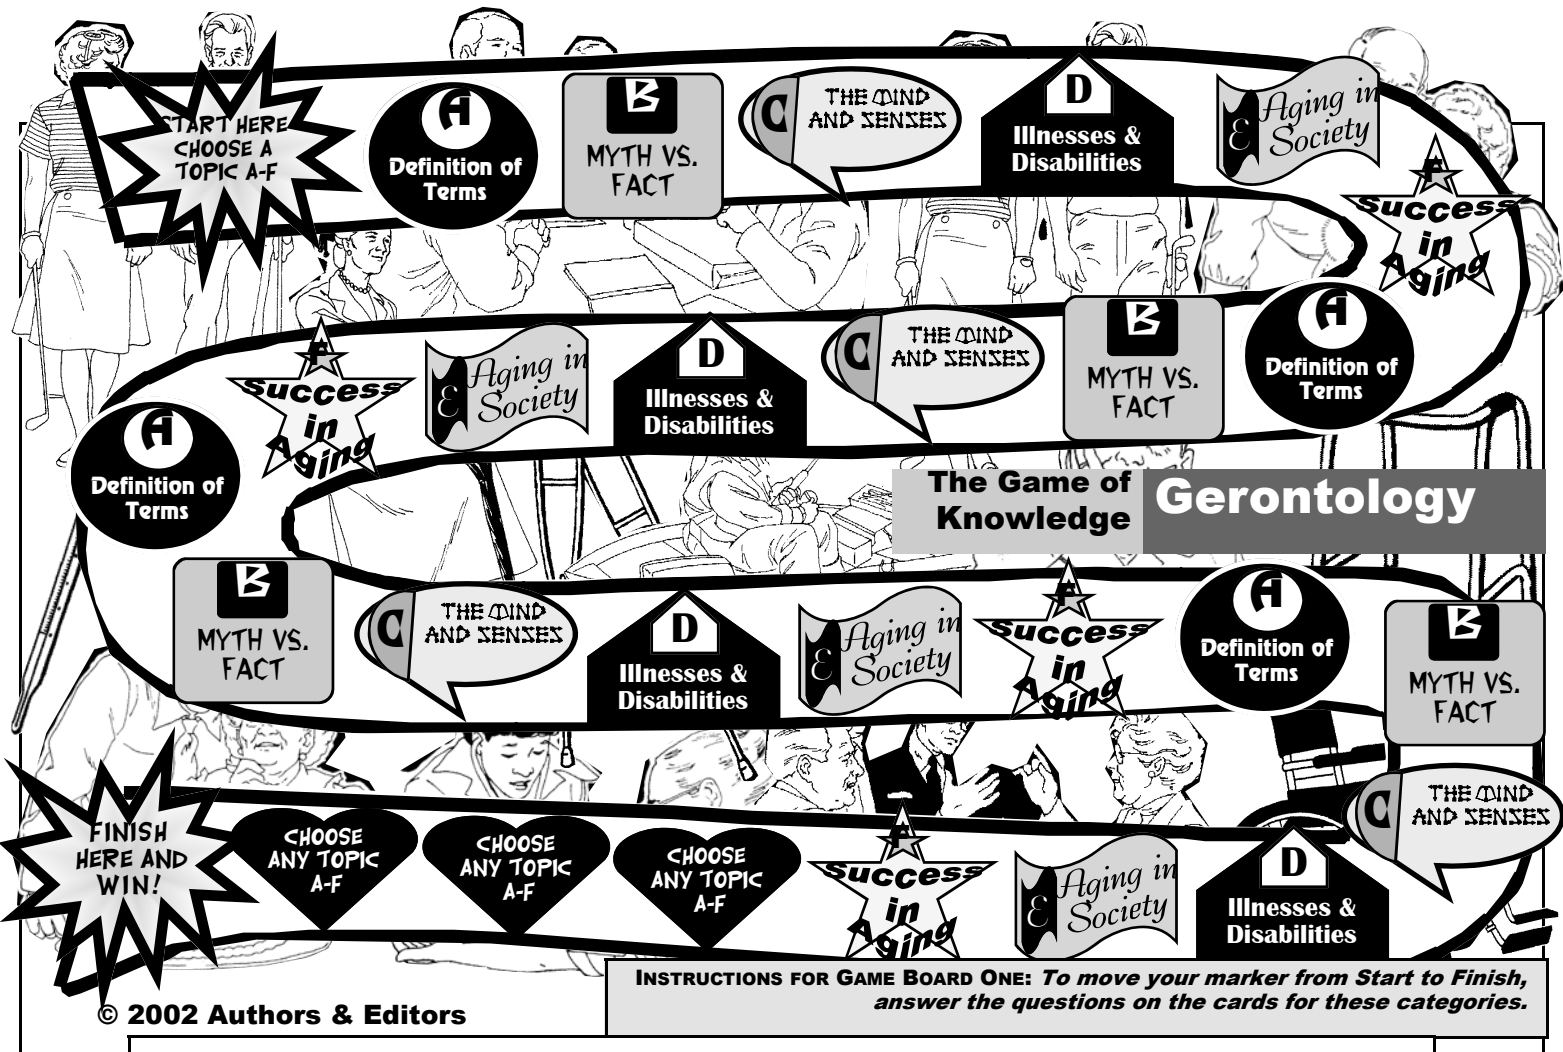 START HERE
CHOOSE A
TOPIC A-F
A
Definition of
Terms
B
MYTH VS.
FACT
C
THE MIND
AND SENSES
D
Illnesses &
Disabilities
E
Aging in
Society
F
Success
in
Aging
A
Definition of
Terms
B
MYTH VS.
FACT
C
THE MIND
AND SENSES
D
Illnesses &
Disabilities
E
Aging in
Society
F
Success
in
Aging
A
Definition of
Terms
The Game of
Knowledge
Gerontology
B
MYTH VS.
FACT
C
THE MIND
AND SENSES
D
Illnesses &
Disabilities
E
Aging in
Society
F
Success
in
Aging
A
Definition of
Terms
B
MYTH VS.
FACT
C
THE MIND
AND SENSES
D
Illnesses &
Disabilities
E
Aging in
Society
F
Success
in
Aging
CHOOSE
ANY TOPIC
A-F
CHOOSE
ANY TOPIC
A-F
CHOOSE
ANY TOPIC
A-F
FINISH
HERE AND
WIN!
INSTRUCTIONS FOR GAME BOARD ONE: To move your marker from Start to Finish,
answer the questions on the cards for these categories.
© 2002 Authors & Editors